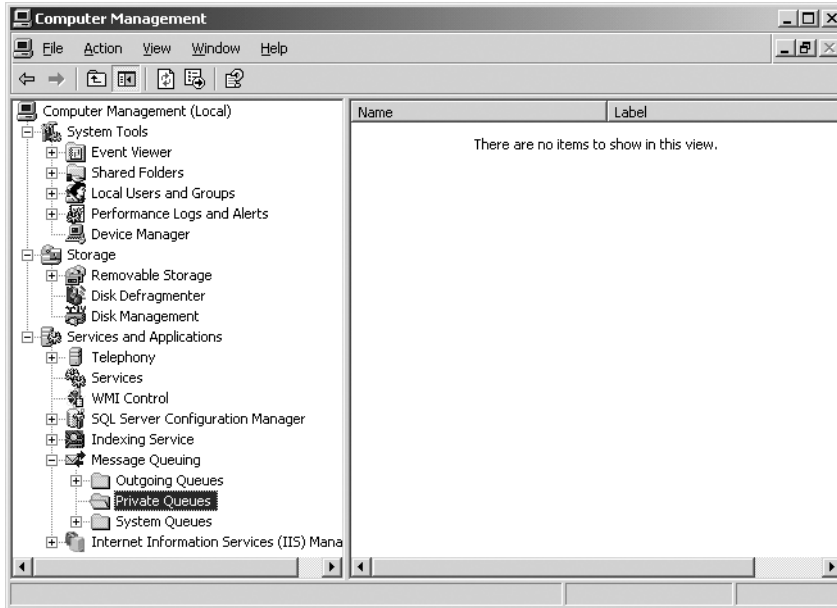 Computer Management
File Action View Window Help
Computer Management (Local)
System Tools
Event Viewer
Shared Folders
Local Users and Groups
Performance Logs and Alerts
Device Manager
Storage
Removable Storage
Disk Defragmenter
Disk Management
Services and Applications
Telephony
Services
WMI Control
SQL Server Configuration Manager
Indexing Service
Message Queuing
Outgoing Queues
Private Queues
System Queues
Internet Information Services (IIS) Mana
Name Label
There are no items to show in this view.